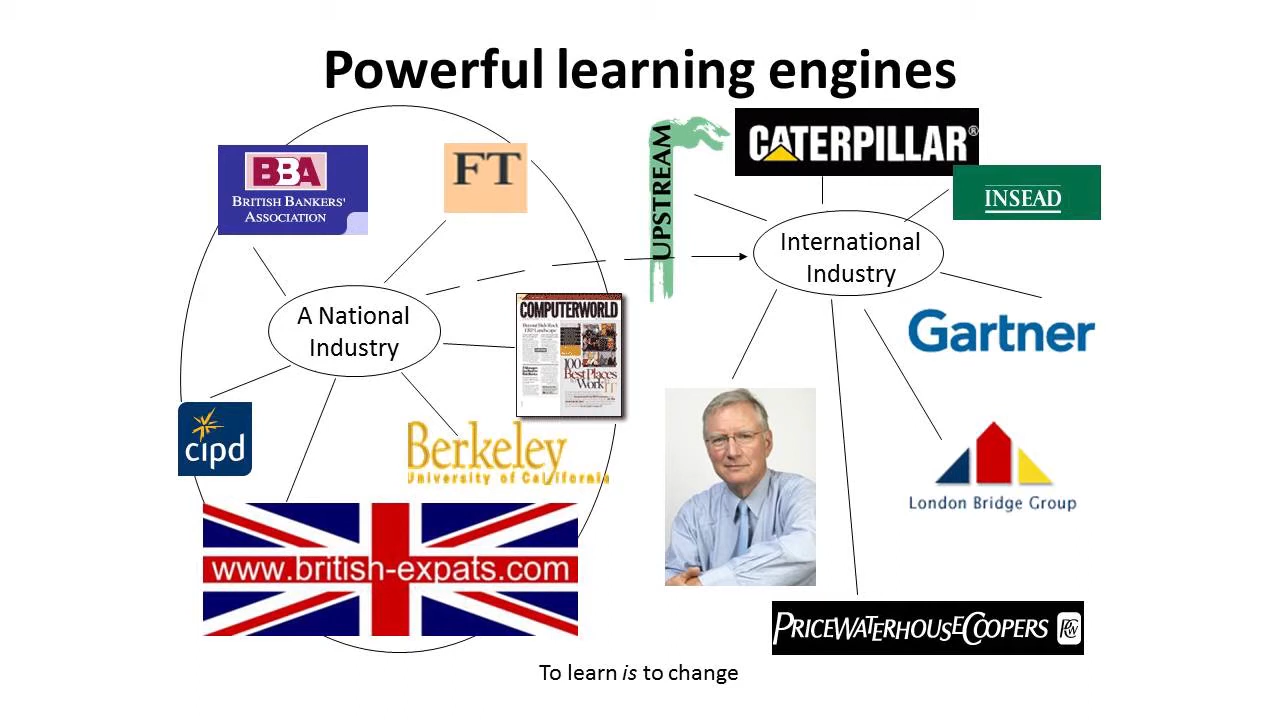 Powerful learning engines
BBA
BRITISH BANKERS'
ASSOCIATION
FT
UPSTREAM
CATERPILLAR®
INSEAD
International
Industry
A National
Industry
COMPUTERWORLD
100
Best Places
Work
IT
Gartner
cipd
Berkeley
University of California
London Bridge Group
www.british-expats.com
PRICEWATERHOUSECOOPERS
PwC
To learn is to change